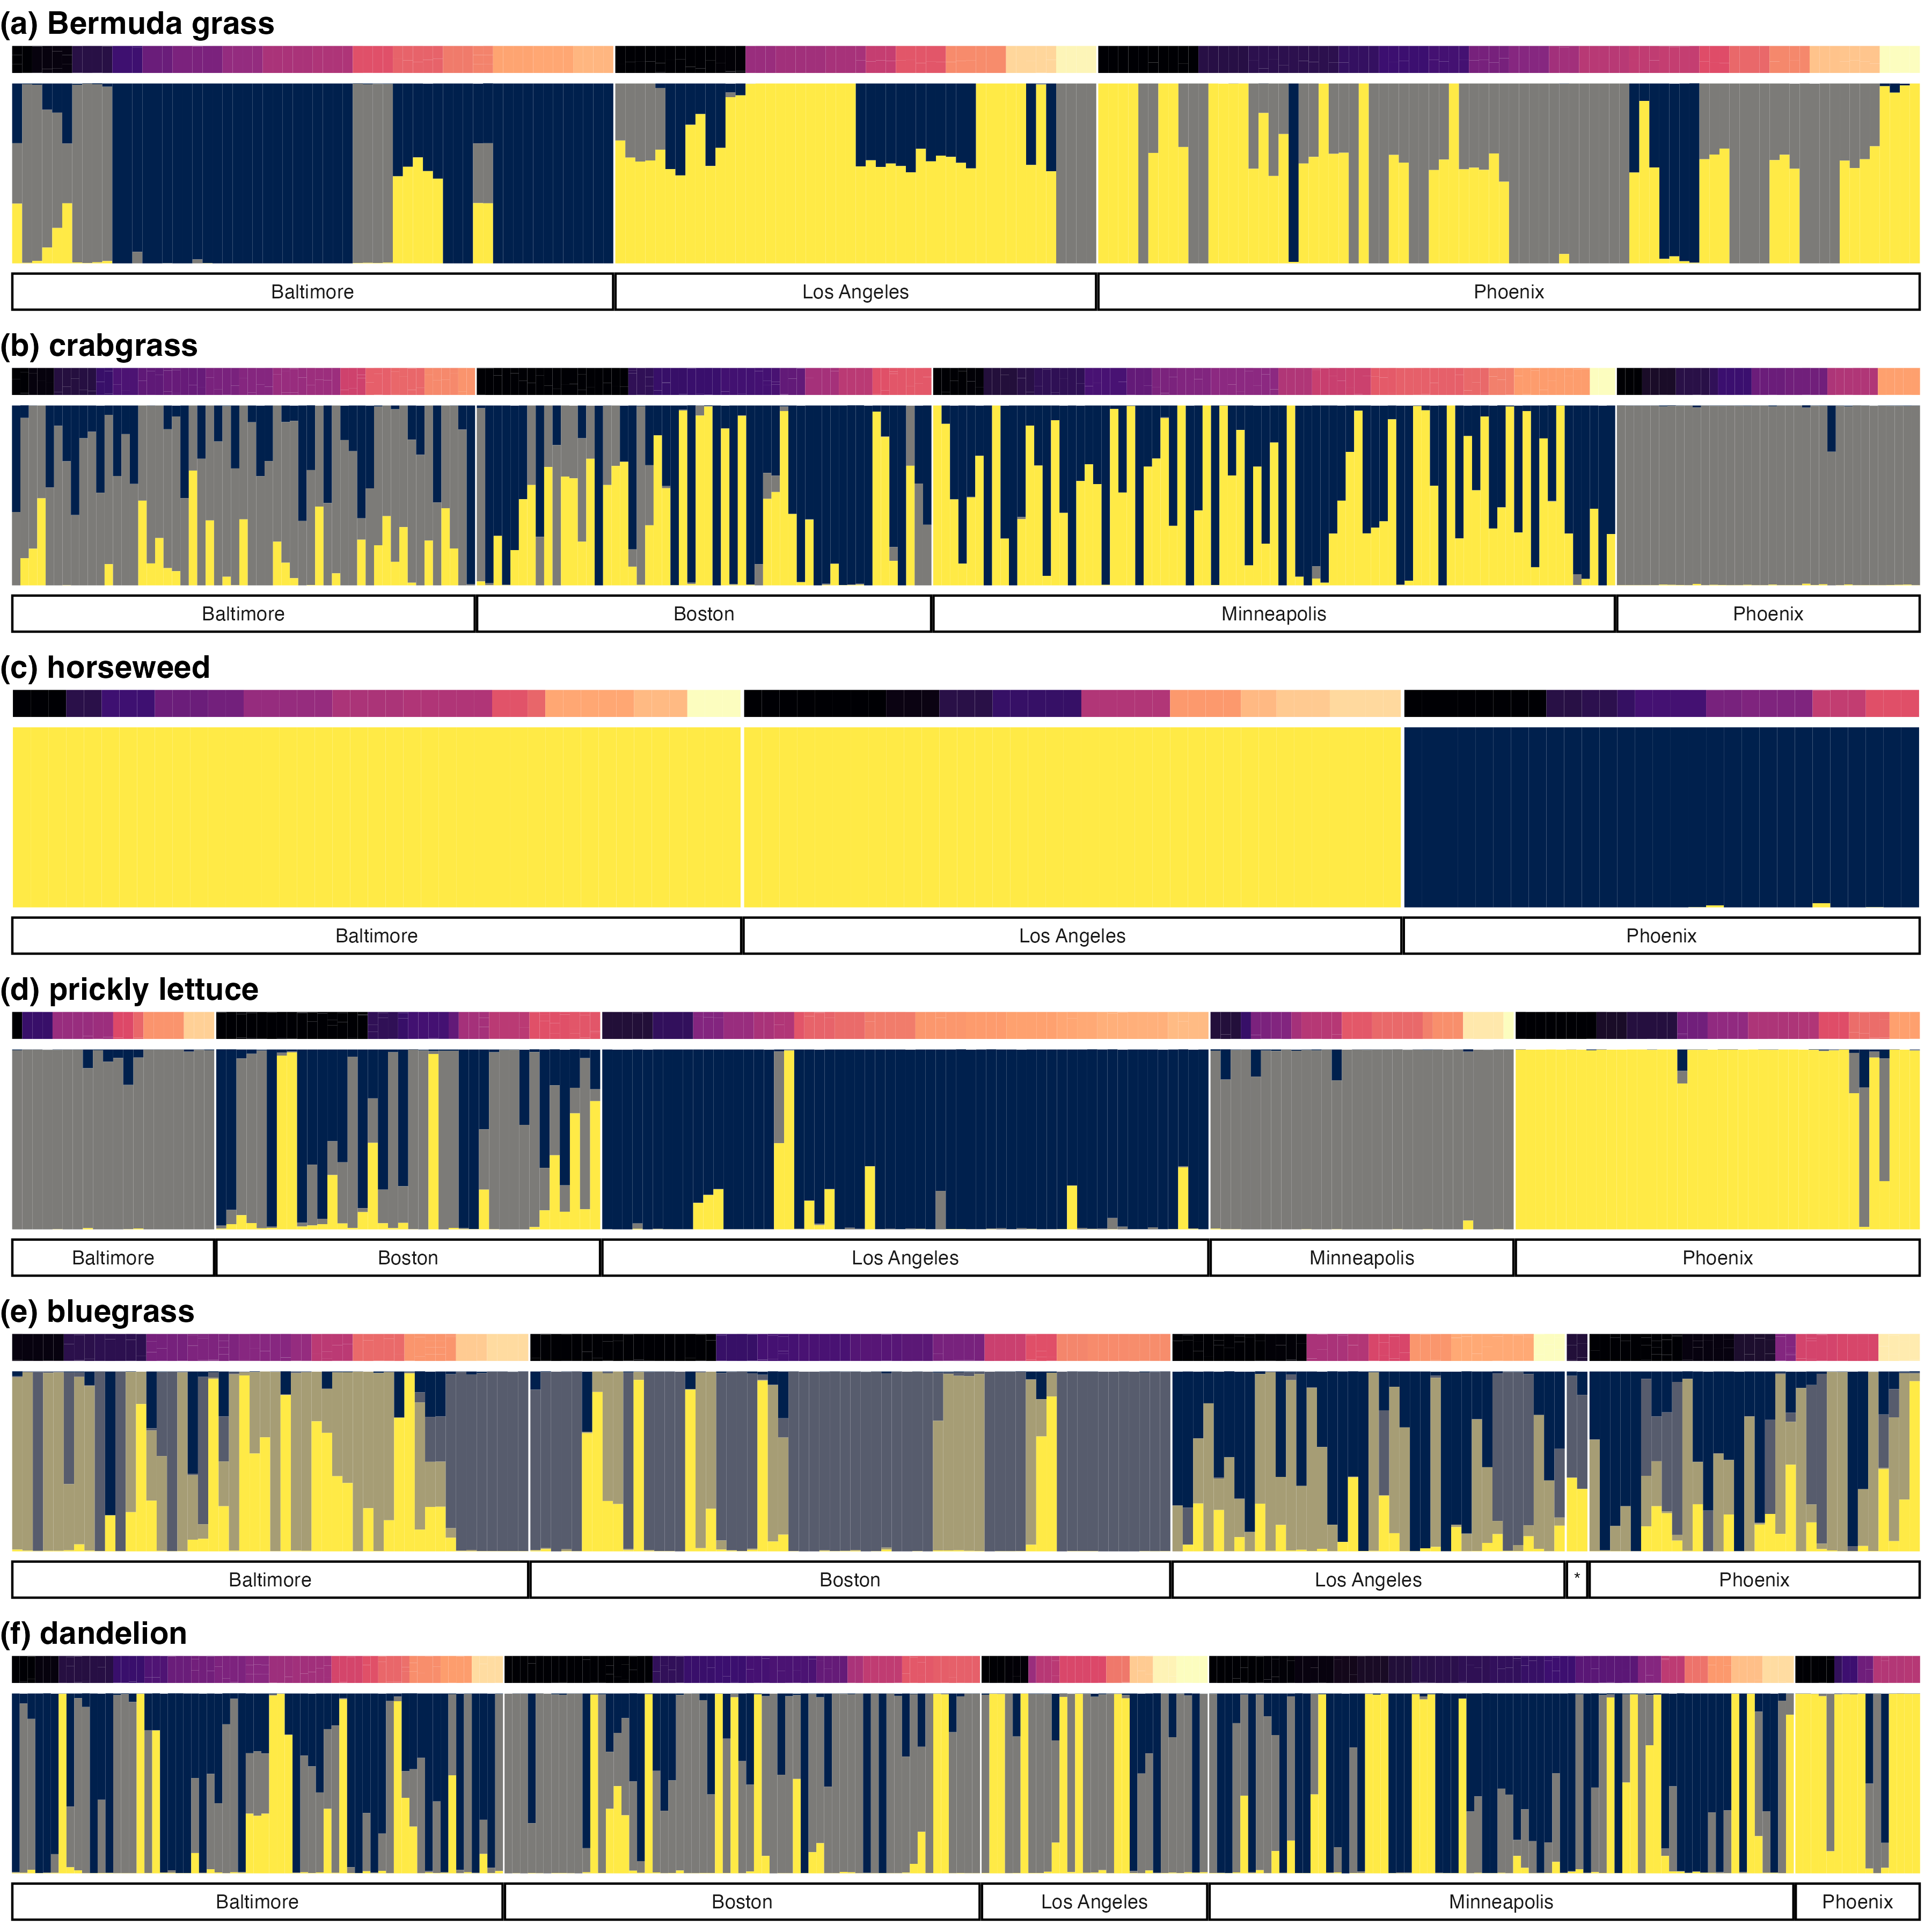 (a) Bermuda grass
Baltimore Los Angeles Phoenix
(b) crabgrass
Baltimore Boston Minneapolis Phoenix
(c) horseweed
Baltimore Los Angeles Phoenix
(d) prickly lettuce
Baltimore Boston Los Angeles Minneapolis Phoenix
(e) bluegrass
Baltimore Boston Los Angeles * Phoenix
(f) dandelion
Baltimore Boston Los Angeles Minneapolis Phoenix